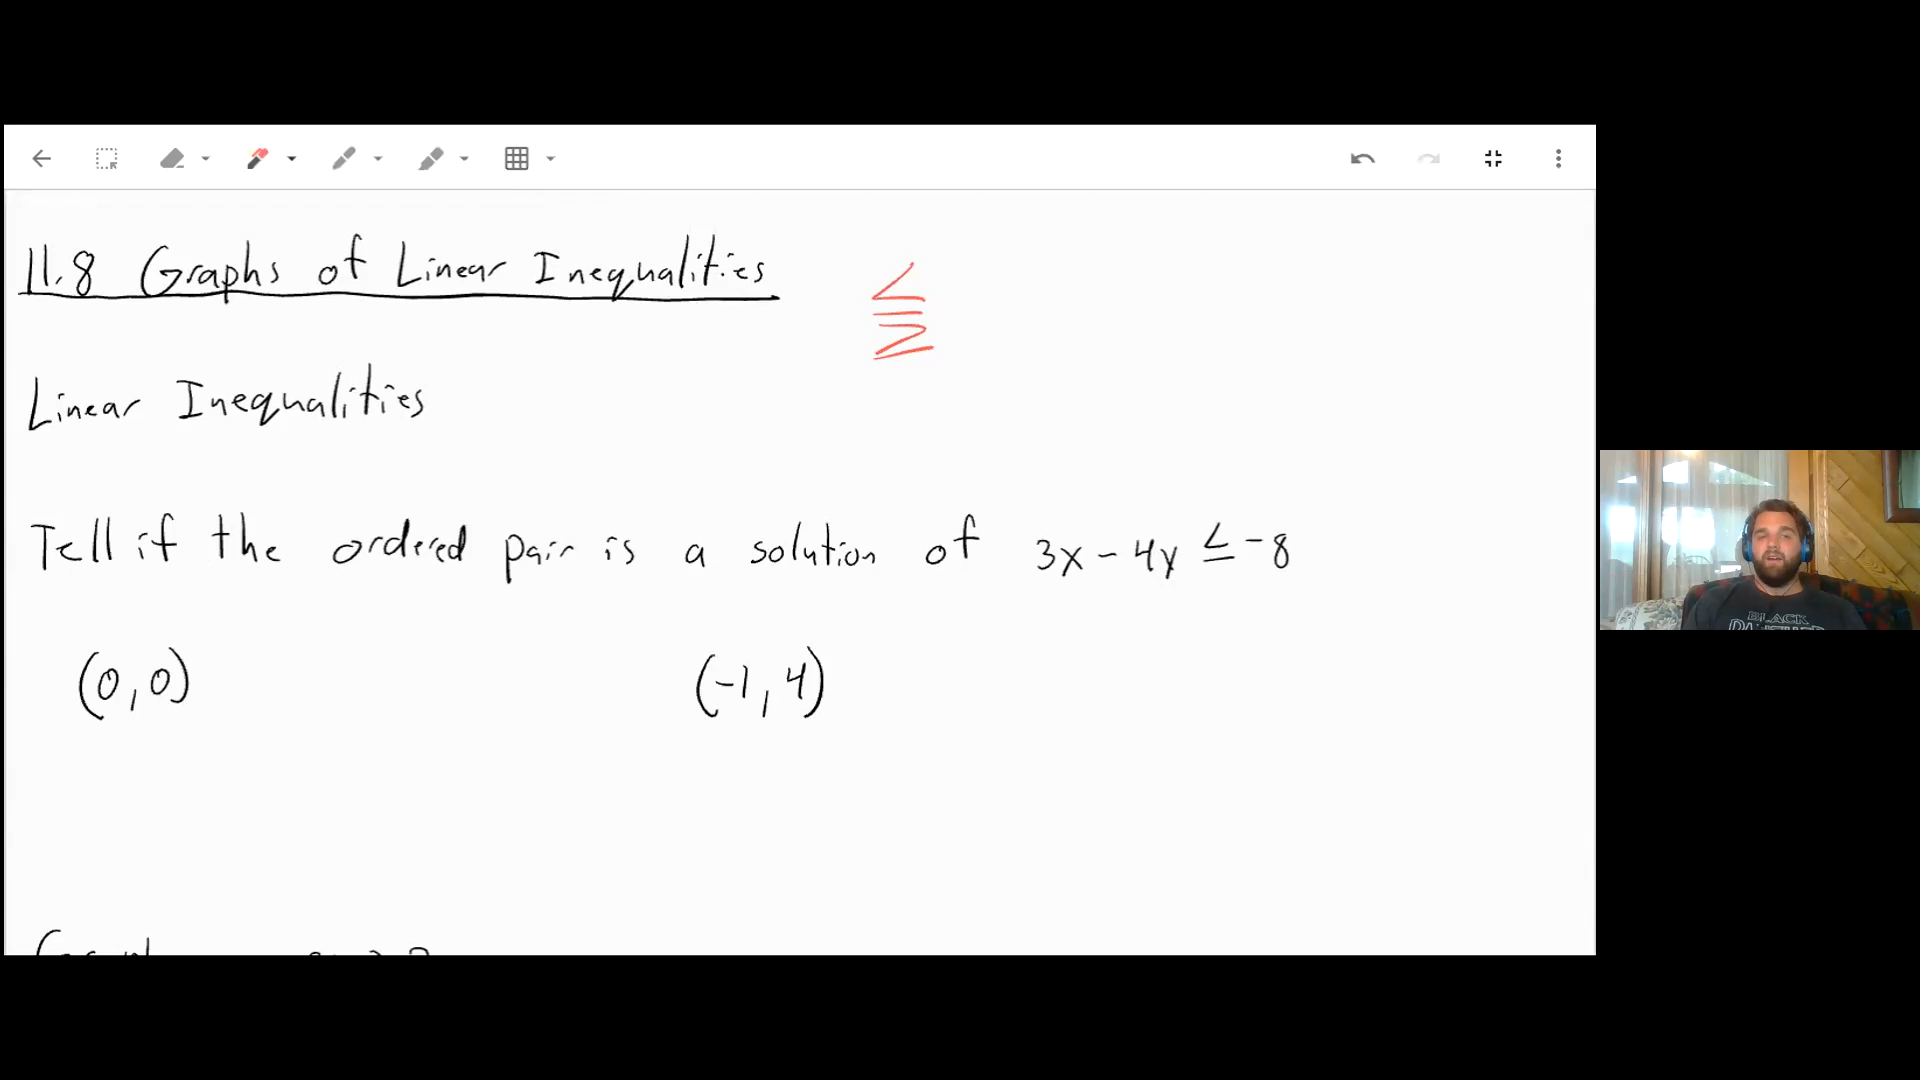 11.8 Graphs of Linear Inequalities
< = >
Linear Inequalities
Tell if the ordered pair is a solution of 3x - 4y ≤ -8
(0,0) (-1,4)
BLACK